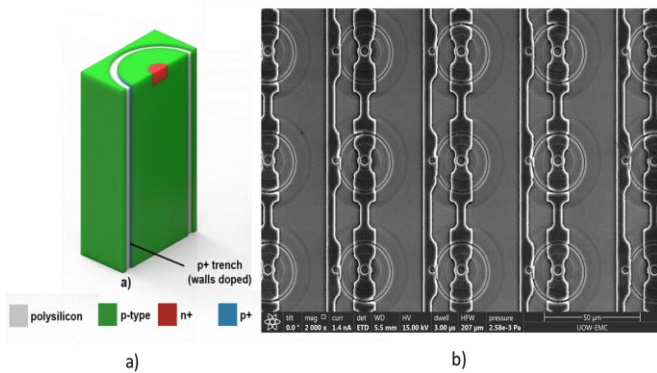 p+ trench
(walls doped)
a)
polysilicon p-type n+ p+
tilt mag □ curr det WD HV dwell HFW pressure
0.0 ° 2 000 x 1.4 nA ETD 5.5 mm 15.00 kV 3.00 µs 207 µm 2.58e-3 Pa
50 µm
UOW-EMC
a) b)